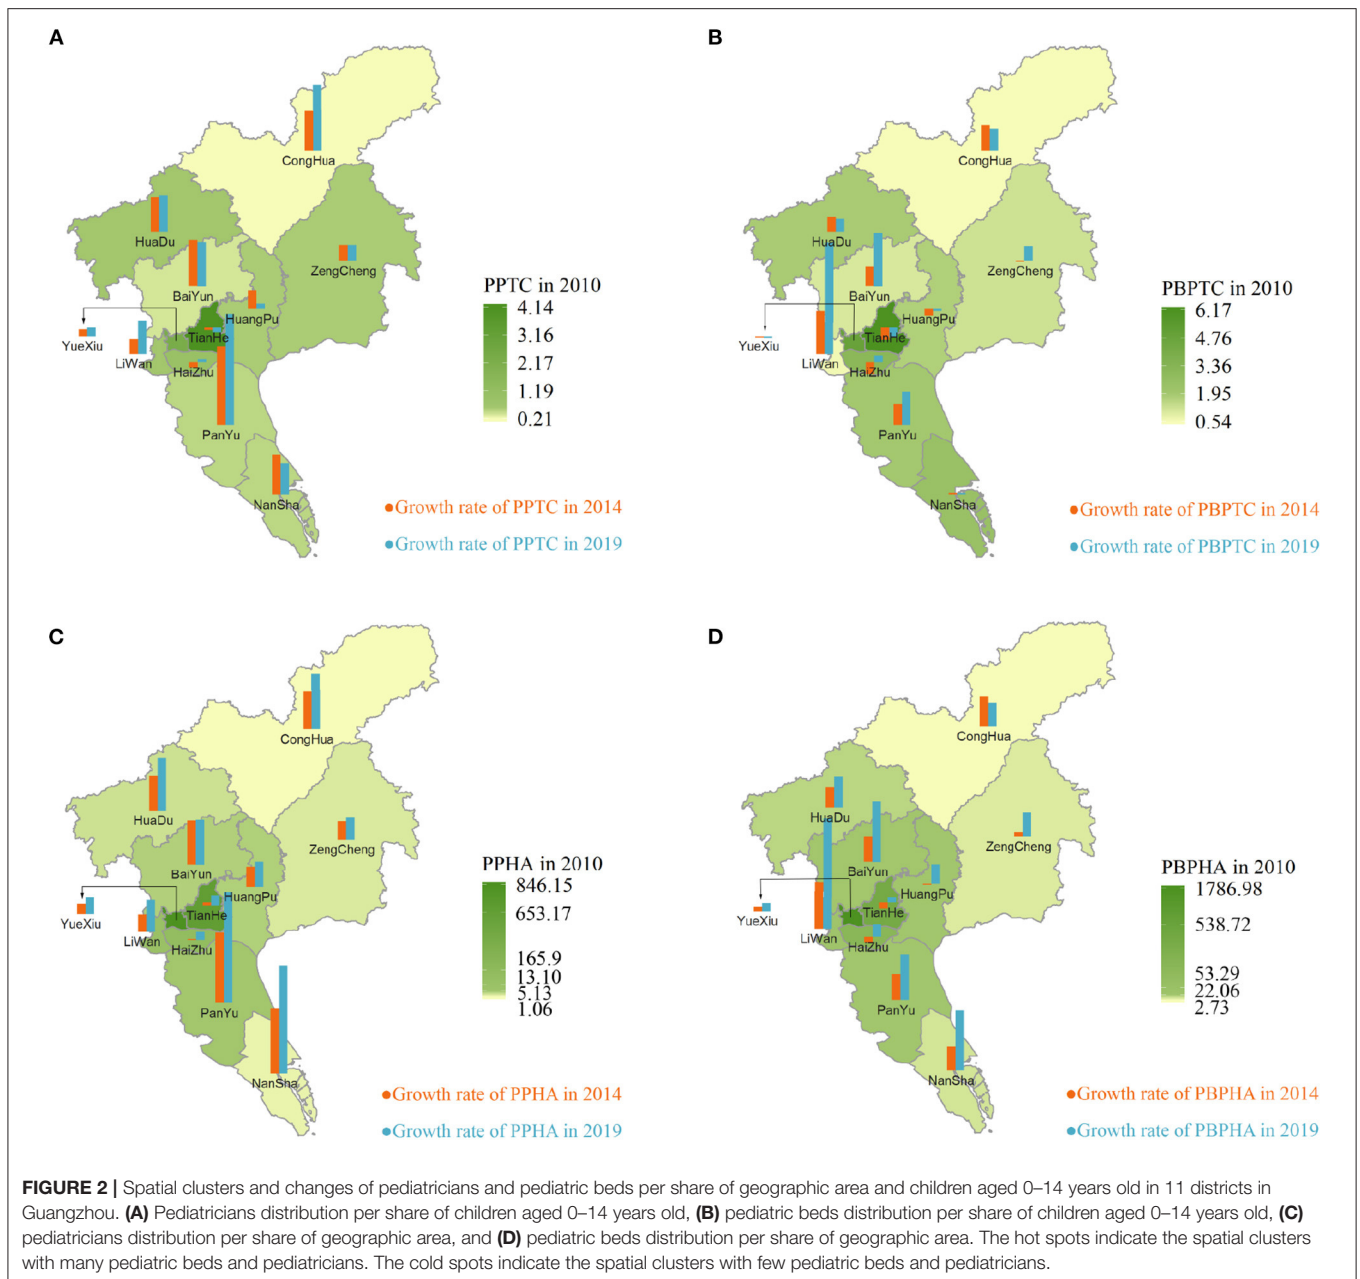 A
CongHua
HuaDu
ZengCheng
BaiYun
HuangPu
TianHe
YueXiu
LiWan
HaiZhu
PanYu
NanSha
PPTC in 2010
4.14
3.16
2.17
1.19
0.21
Growth rate of PPTC in 2014
Growth rate of PPTC in 2019
B
CongHua
HuaDu
ZengCheng
BaiYun
HuangPu
TianHe
YueXiu
LiWan
HaiZhu
PanYu
NanSha
PBPTC in 2010
6.17
4.76
3.36
1.95
0.54
Growth rate of PBPTC in 2014
Growth rate of PBPTC in 2019
C
CongHua
HuaDu
ZengCheng
BaiYun
HuangPu
TianHe
YueXiu
LiWan
HaiZhu
PanYu
NanSha
PPHA in 2010
846.15
653.17
165.9
13.10
5.13
1.06
Growth rate of PPHA in 2014
Growth rate of PPHA in 2019
D
CongHua
HuaDu
ZengCheng
BaiYun
HuangPu
TianHe
YueXiu
LiWan
HaiZhu
PanYu
NanSha
PBPHA in 2010
1786.98
538.72
53.29
22.06
2.73
Growth rate of PBPHA in 2014
Growth rate of PBPHA in 2019
FIGURE 2 | Spatial clusters and changes of pediatricians and pediatric beds per share of geographic area and children aged 0–14 years old in 11 districts in
Guangzhou. (A) Pediatricians distribution per share of children aged 0–14 years old, (B) pediatric beds distribution per share of children aged 0–14 years old, (C)
pediatricians distribution per share of geographic area, and (D) pediatric beds distribution per share of geographic area. The hot spots indicate the spatial clusters
with many pediatric beds and pediatricians. The cold spots indicate the spatial clusters with few pediatric beds and pediatricians.